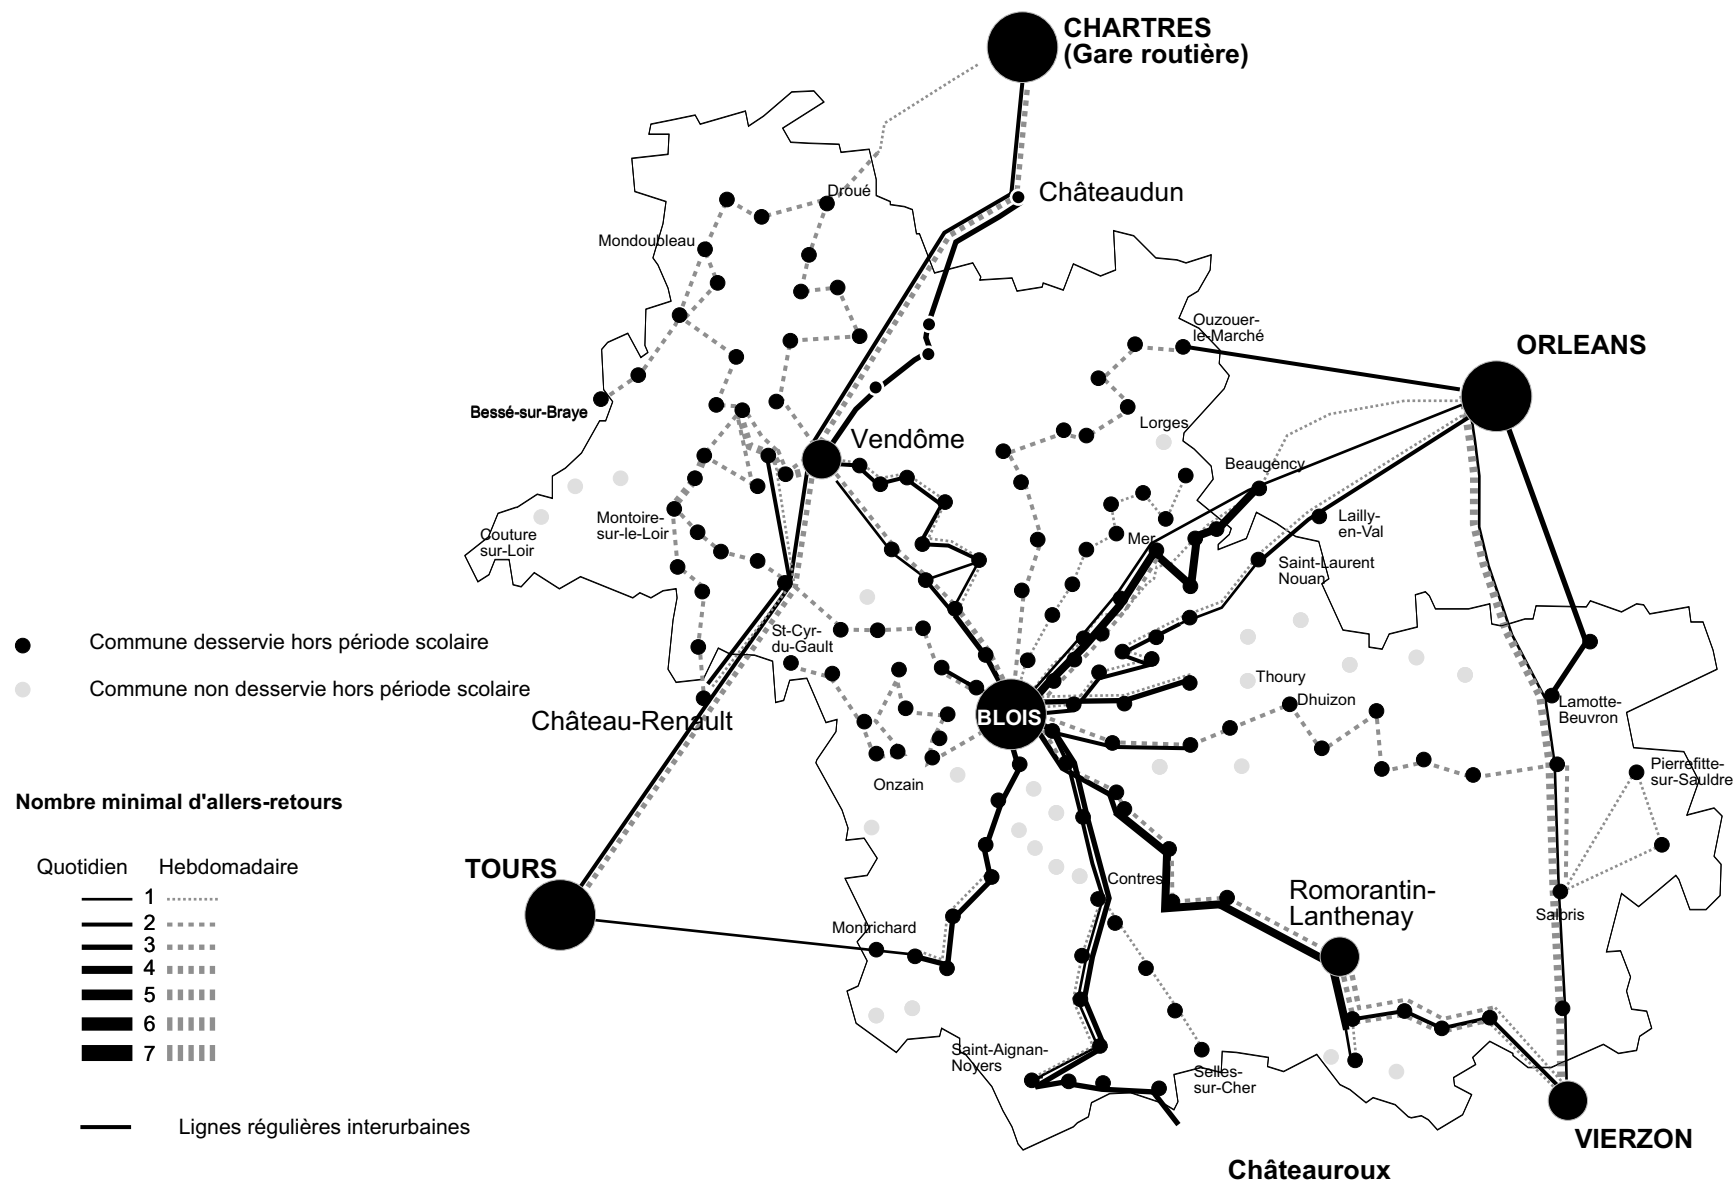 CHARTRES
(Gare routière)
Châteaudun
Droué
Mondoubleau
Ouzouer-
le-Marché
ORLEANS
Bessé-sur-Braye
Vendôme
Lorges
Beaugency
Couture
sur-Loir
Montoire-
sur-le-Loir
Lailly-
en-Val
Mer
Saint-Laurent
Nouan
Commune desservie hors période scolaire
St-Cyr-
du-Gault
Commune non desservie hors période scolaire
Thoury
Dhuizon
Château-Renault
BLOIS
Lamotte-
Beuvron
Pierrefitte-
sur-Sauldre
Onzain
Nombre minimal d'allers-retours
Quotidien Hebdomadaire
1
2
3
4
5
6
7
TOURS
Contres
Romorantin-
Lanthenay
Montrichard
Salbris
Saint-Aignan-
Noyers
Selles-
sur-Cher
Lignes régulières interurbaines
VIERZON
Châteauroux